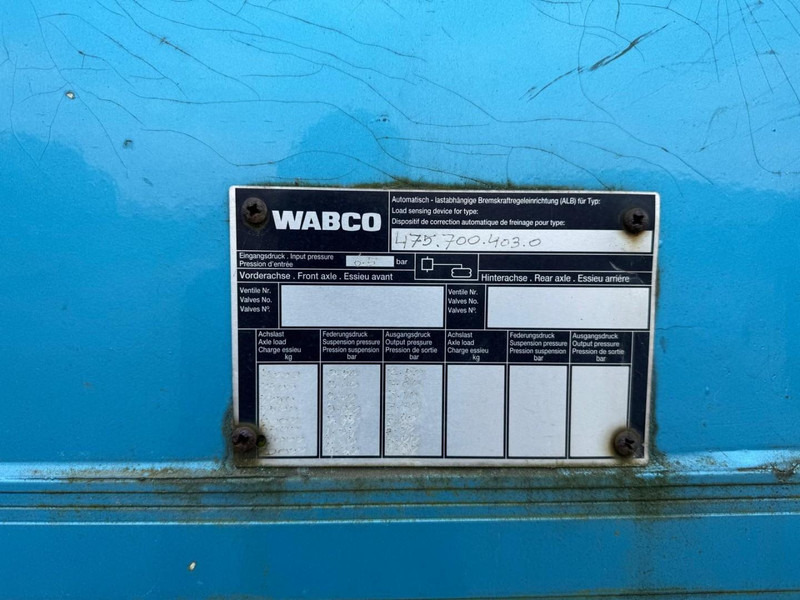 WABCO
Automatisch - lastabhängige Bremskraftregeleinrichtung (ALB) für Typ:
Load sensing device for type:
Dispositif de correction automatique de freinage pour type:
475.700.403.0
Eingangsdruck . Input pressure
Pression d'entrée
bar
Vorderachse . Front axle . Essieu avant
Hinterachse . Rear axle . Essieu arrière
Ventile Nr.
Valves No.
Valves Nº.
Ventile Nr.
Valves No.
Valves Nº.
Achslast
Axle load
Charge essieu
kg
Federungsdruck
Suspension pressure
Pression suspension
bar
Ausgangsdruck
Output pressure
Pression de sortie
bar
Achslast
Axle load
Charge essieu
kg
Federungsdruck
Suspension pressure
Pression suspension
bar
Ausgangsdruck
Output pressure
Pression de sortie
bar